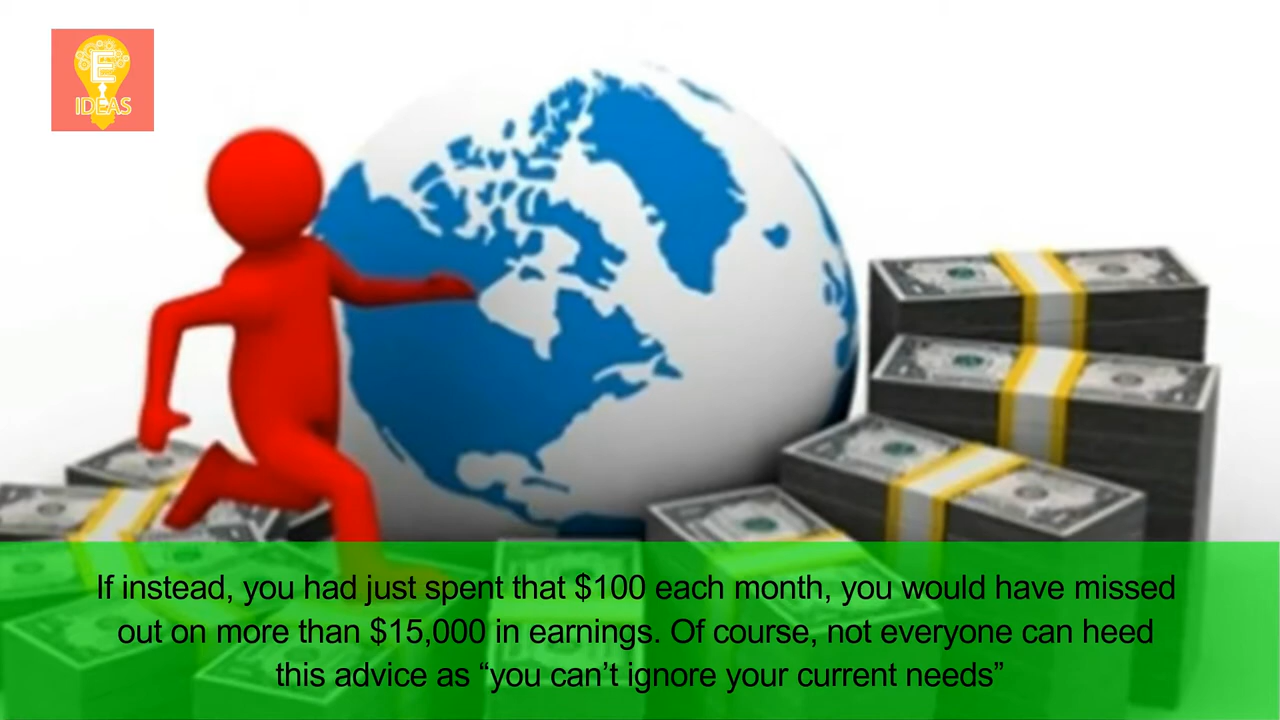 E
IDEAS
If instead, you had just spent that $100 each month, you would have missed
out on more than $15,000 in earnings. Of course, not everyone can heed
this advice as “you can’t ignore your current needs”